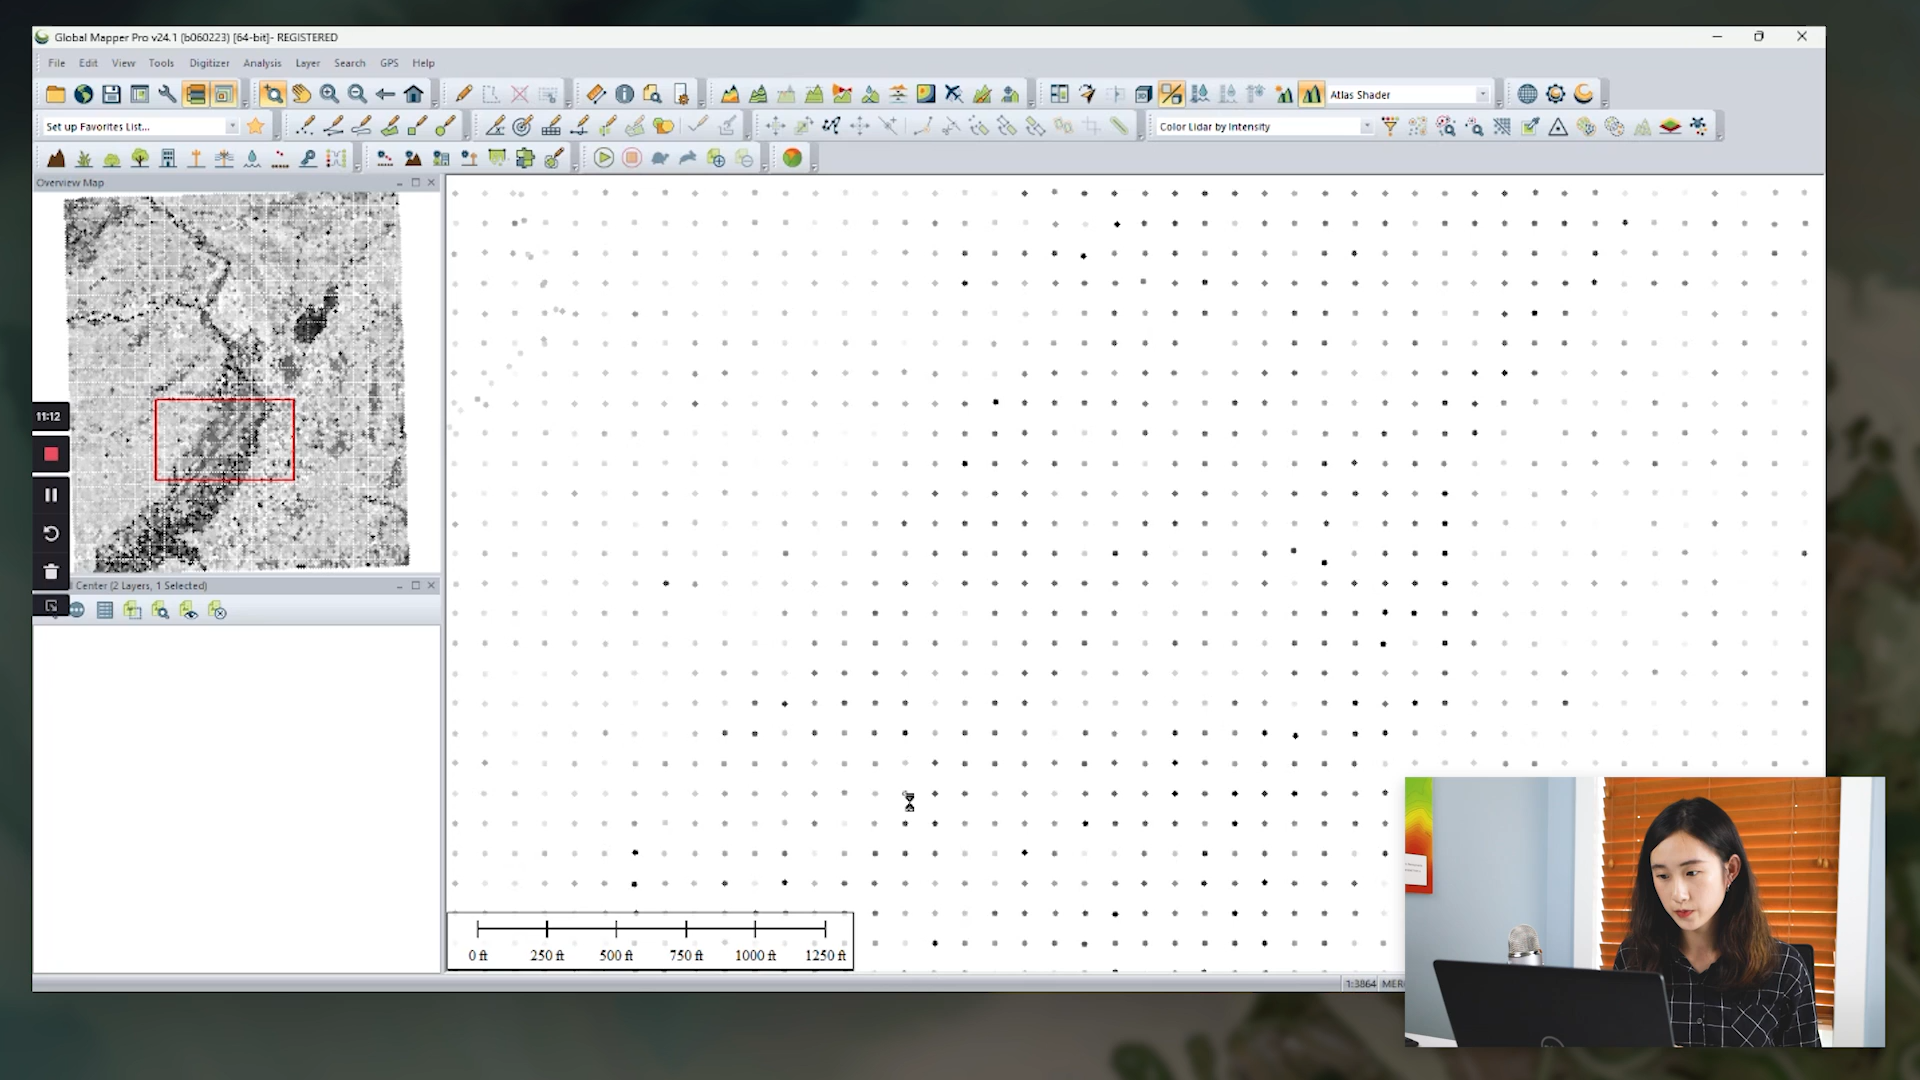 Global Mapper Pro v24.1 (b060223) [64-bit]- REGISTERED
File Edit View Tools Digitizer Analysis Layer Search GPS Help
Atlas Shader
Set up Favorites List...
Color Lidar by Intensity
Overview Map
11:12
l Center (2 Layers, 1 Selected)
0 ft 250 ft 500 ft 750 ft 1000 ft 1250 ft
1:3864 MER